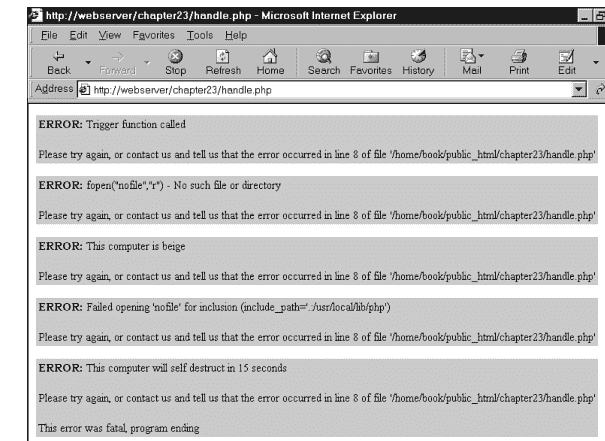 http://webserver/chapter23/handle.php - Microsoft Internet Explorer
File Edit View Favorites Tools Help
Back Forward Stop Refresh Home Search Favorites History Mail Print Edit
Address http://webserver/chapter23/handle.php
ERROR: Trigger function called
Please try again, or contact us and tell us that the error occurred in line 8 of file '/home/book/public_html/chapter23/handle.php'
ERROR: fopen("nofile","r") - No such file or directory
Please try again, or contact us and tell us that the error occurred in line 8 of file '/home/book/public_html/chapter23/handle.php'
ERROR: This computer is beige
Please try again, or contact us and tell us that the error occurred in line 8 of file '/home/book/public_html/chapter23/handle.php'
ERROR: Failed opening 'nofile' for inclusion (include_path='.:/usr/local/lib/php')
Please try again, or contact us and tell us that the error occurred in line 8 of file '/home/book/public_html/chapter23/handle.php'
ERROR: This computer will self destruct in 15 seconds
Please try again, or contact us and tell us that the error occurred in line 8 of file '/home/book/public_html/chapter23/handle.php'
This error was fatal, program ending